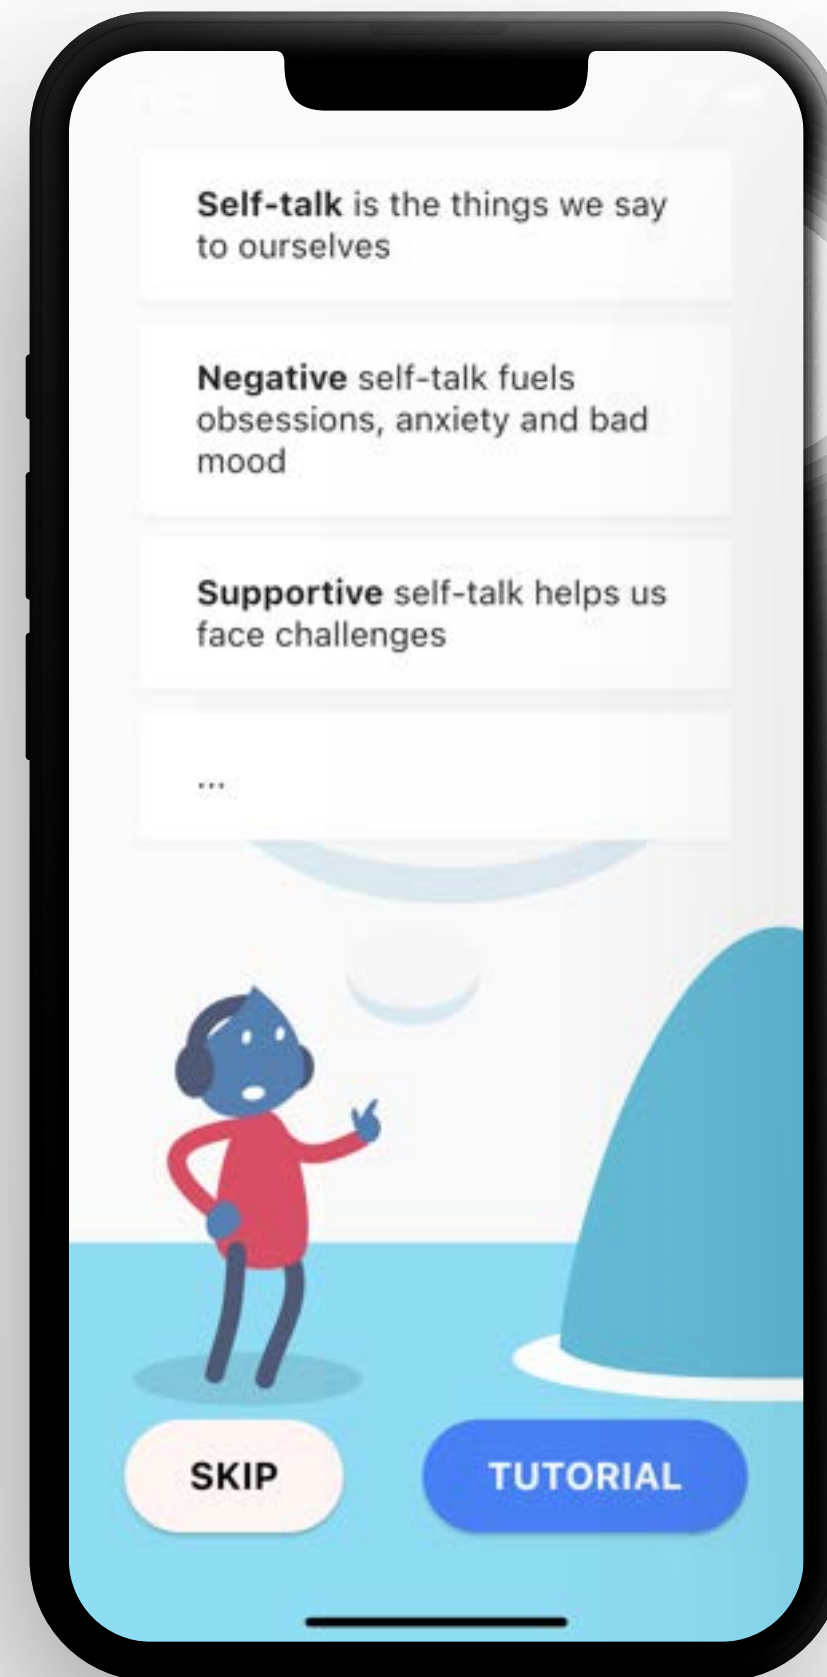 Self-talk is the things we say
to ourselves
Negative self-talk fuels
obsessions, anxiety and bad
mood
Supportive self-talk helps us
face challenges
...
SKIP
TUTORIAL